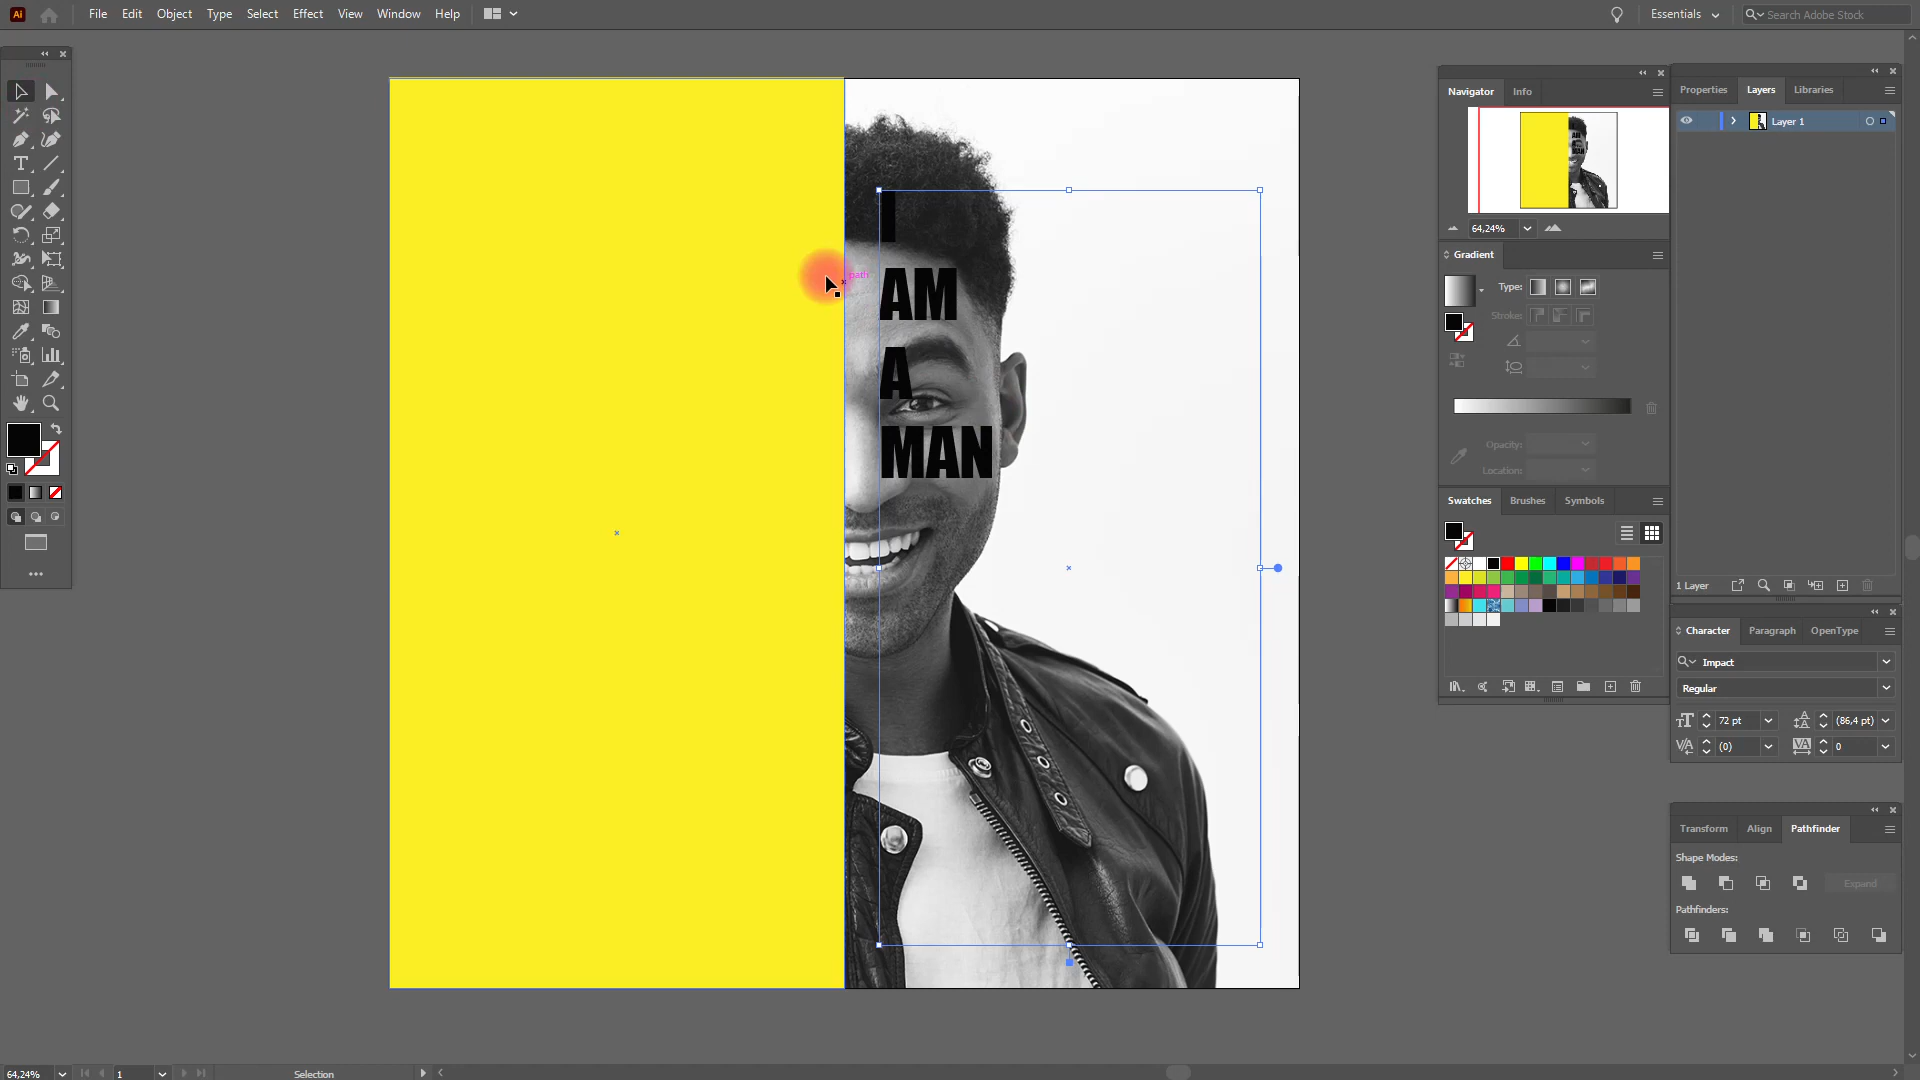 Ai File Edit Object Type Select Effect View Window Help Essentials Search Adobe Stock
Navigator Info
64,24%
Gradient
Type:
Stroke:
Opacity:
Location:
Swatches Brushes Symbols
Properties Layers Libraries
Layer 1
1 Layer
Character Paragraph OpenType
Impact
Regular
72 pt (86,4 pt)
(0) 0
Transform Align Pathfinder
Shape Modes:
Expand
Pathfinders:
path
I
AM
A
MAN
64,24% 1 Selection